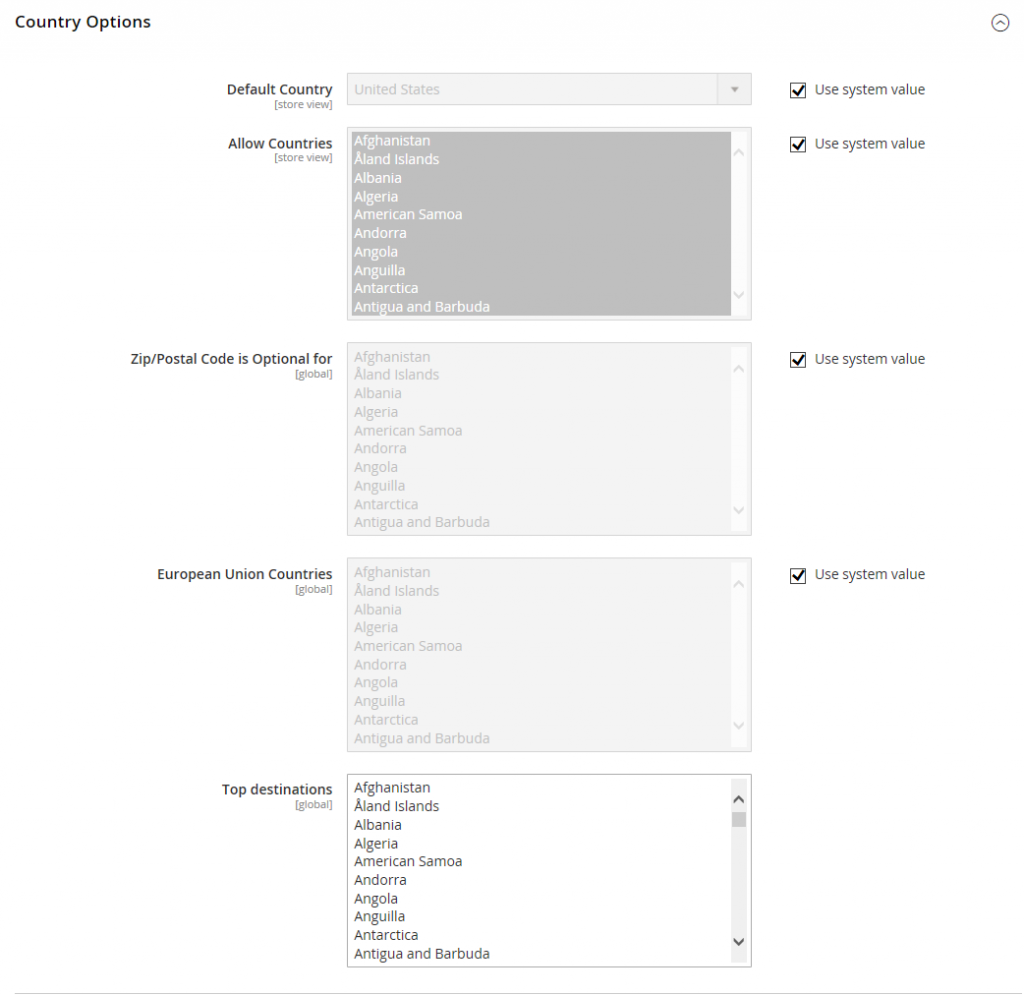 Country Options
Default Country
[store view]
United States
Use system value
Allow Countries
[store view]
Afghanistan
Åland Islands
Albania
Algeria
American Samoa
Andorra
Angola
Anguilla
Antarctica
Antigua and Barbuda
Use system value
Zip/Postal Code is Optional for
[global]
Afghanistan
Åland Islands
Albania
Algeria
American Samoa
Andorra
Angola
Anguilla
Antarctica
Antigua and Barbuda
Use system value
European Union Countries
[global]
Afghanistan
Åland Islands
Albania
Algeria
American Samoa
Andorra
Angola
Anguilla
Antarctica
Antigua and Barbuda
Use system value
Top destinations
[global]
Afghanistan
Åland Islands
Albania
Algeria
American Samoa
Andorra
Angola
Anguilla
Antarctica
Antigua and Barbuda